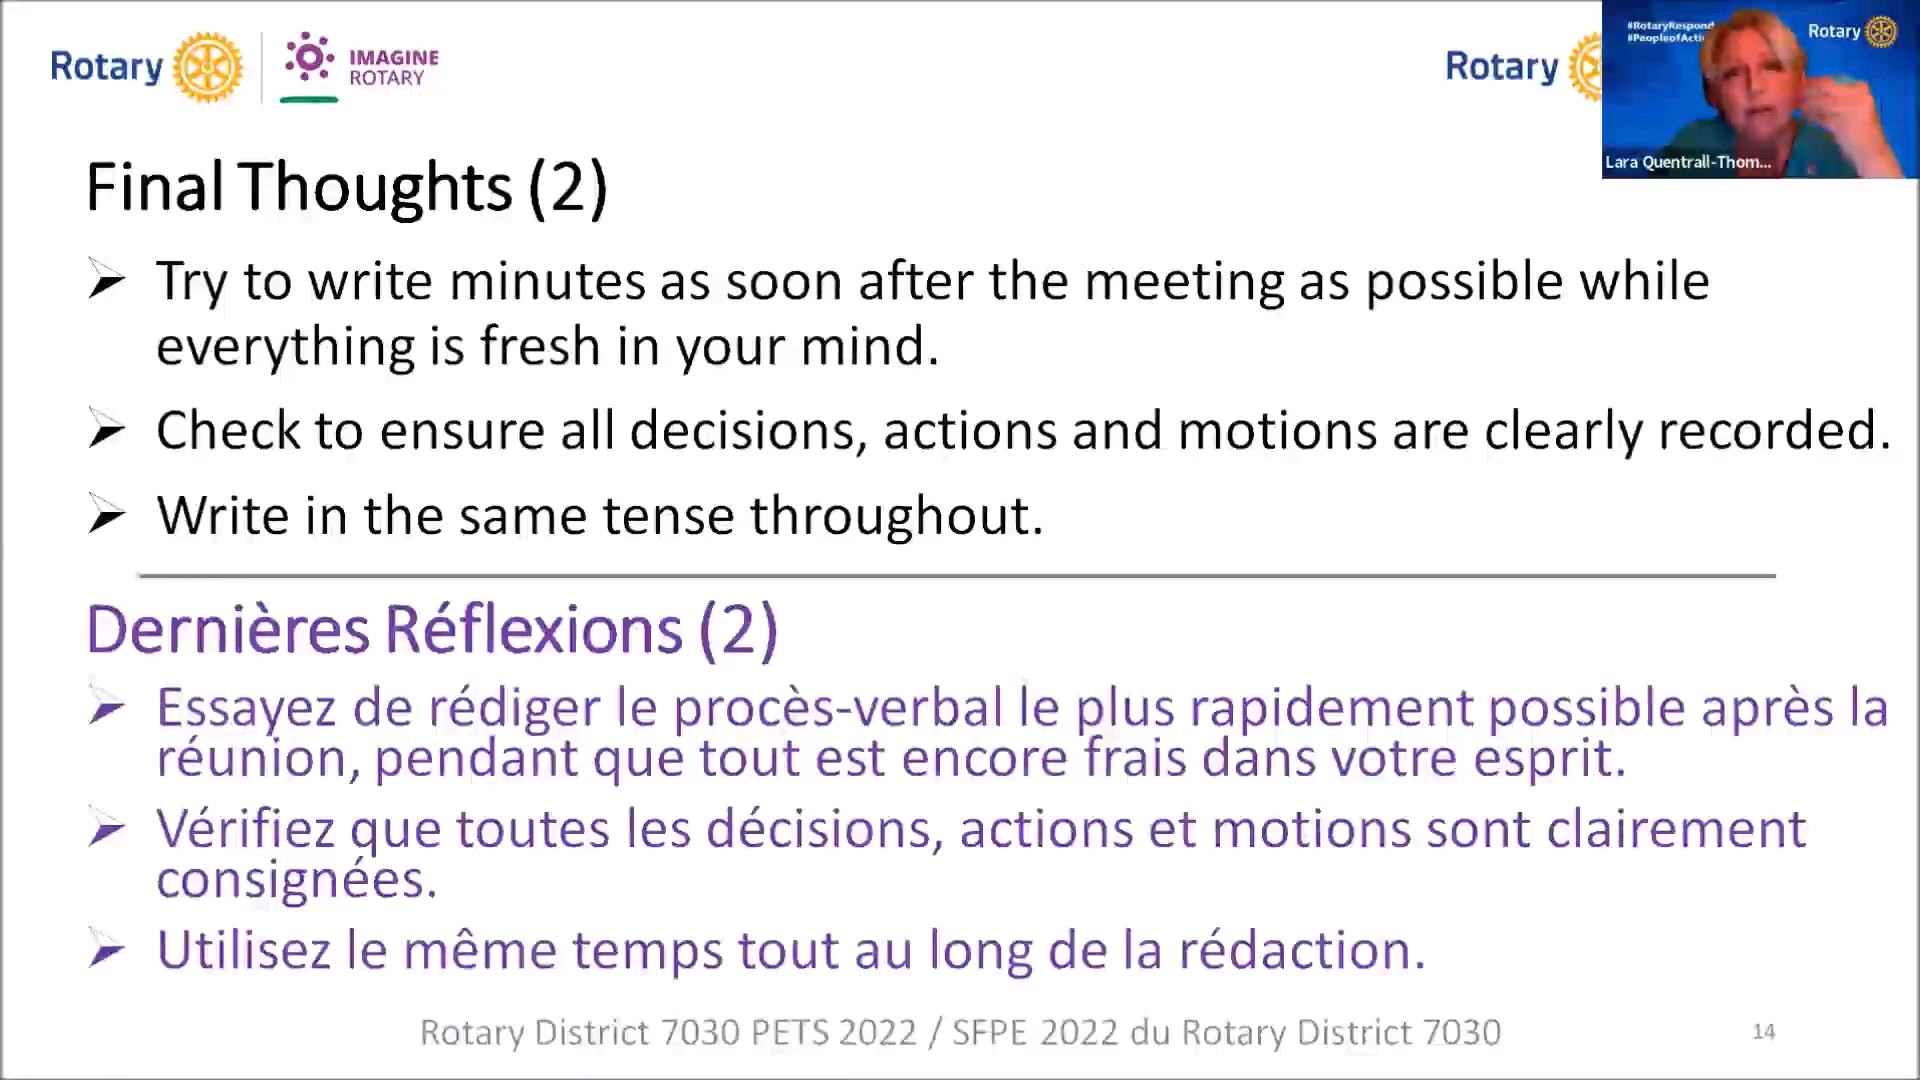 Rotary
IMAGINE
ROTARY
Rotary
#RotaryRespond
#PeopleofActi
Rotary
Lara Quentrall-Thom...
Final Thoughts (2)
Try to write minutes as soon after the meeting as possible while
everything is fresh in your mind.
Check to ensure all decisions, actions and motions are clearly recorded.
Write in the same tense throughout.
Dernières Réflexions (2)
Essayez de rédiger le procès-verbal le plus rapidement possible après la
réunion, pendant que tout est encore frais dans votre esprit.
Vérifiez que toutes les décisions, actions et motions sont clairement
consignées.
Utilisez le même temps tout au long de la rédaction.
Rotary District 7030 PETS 2022 / SFPE 2022 du Rotary District 7030
14